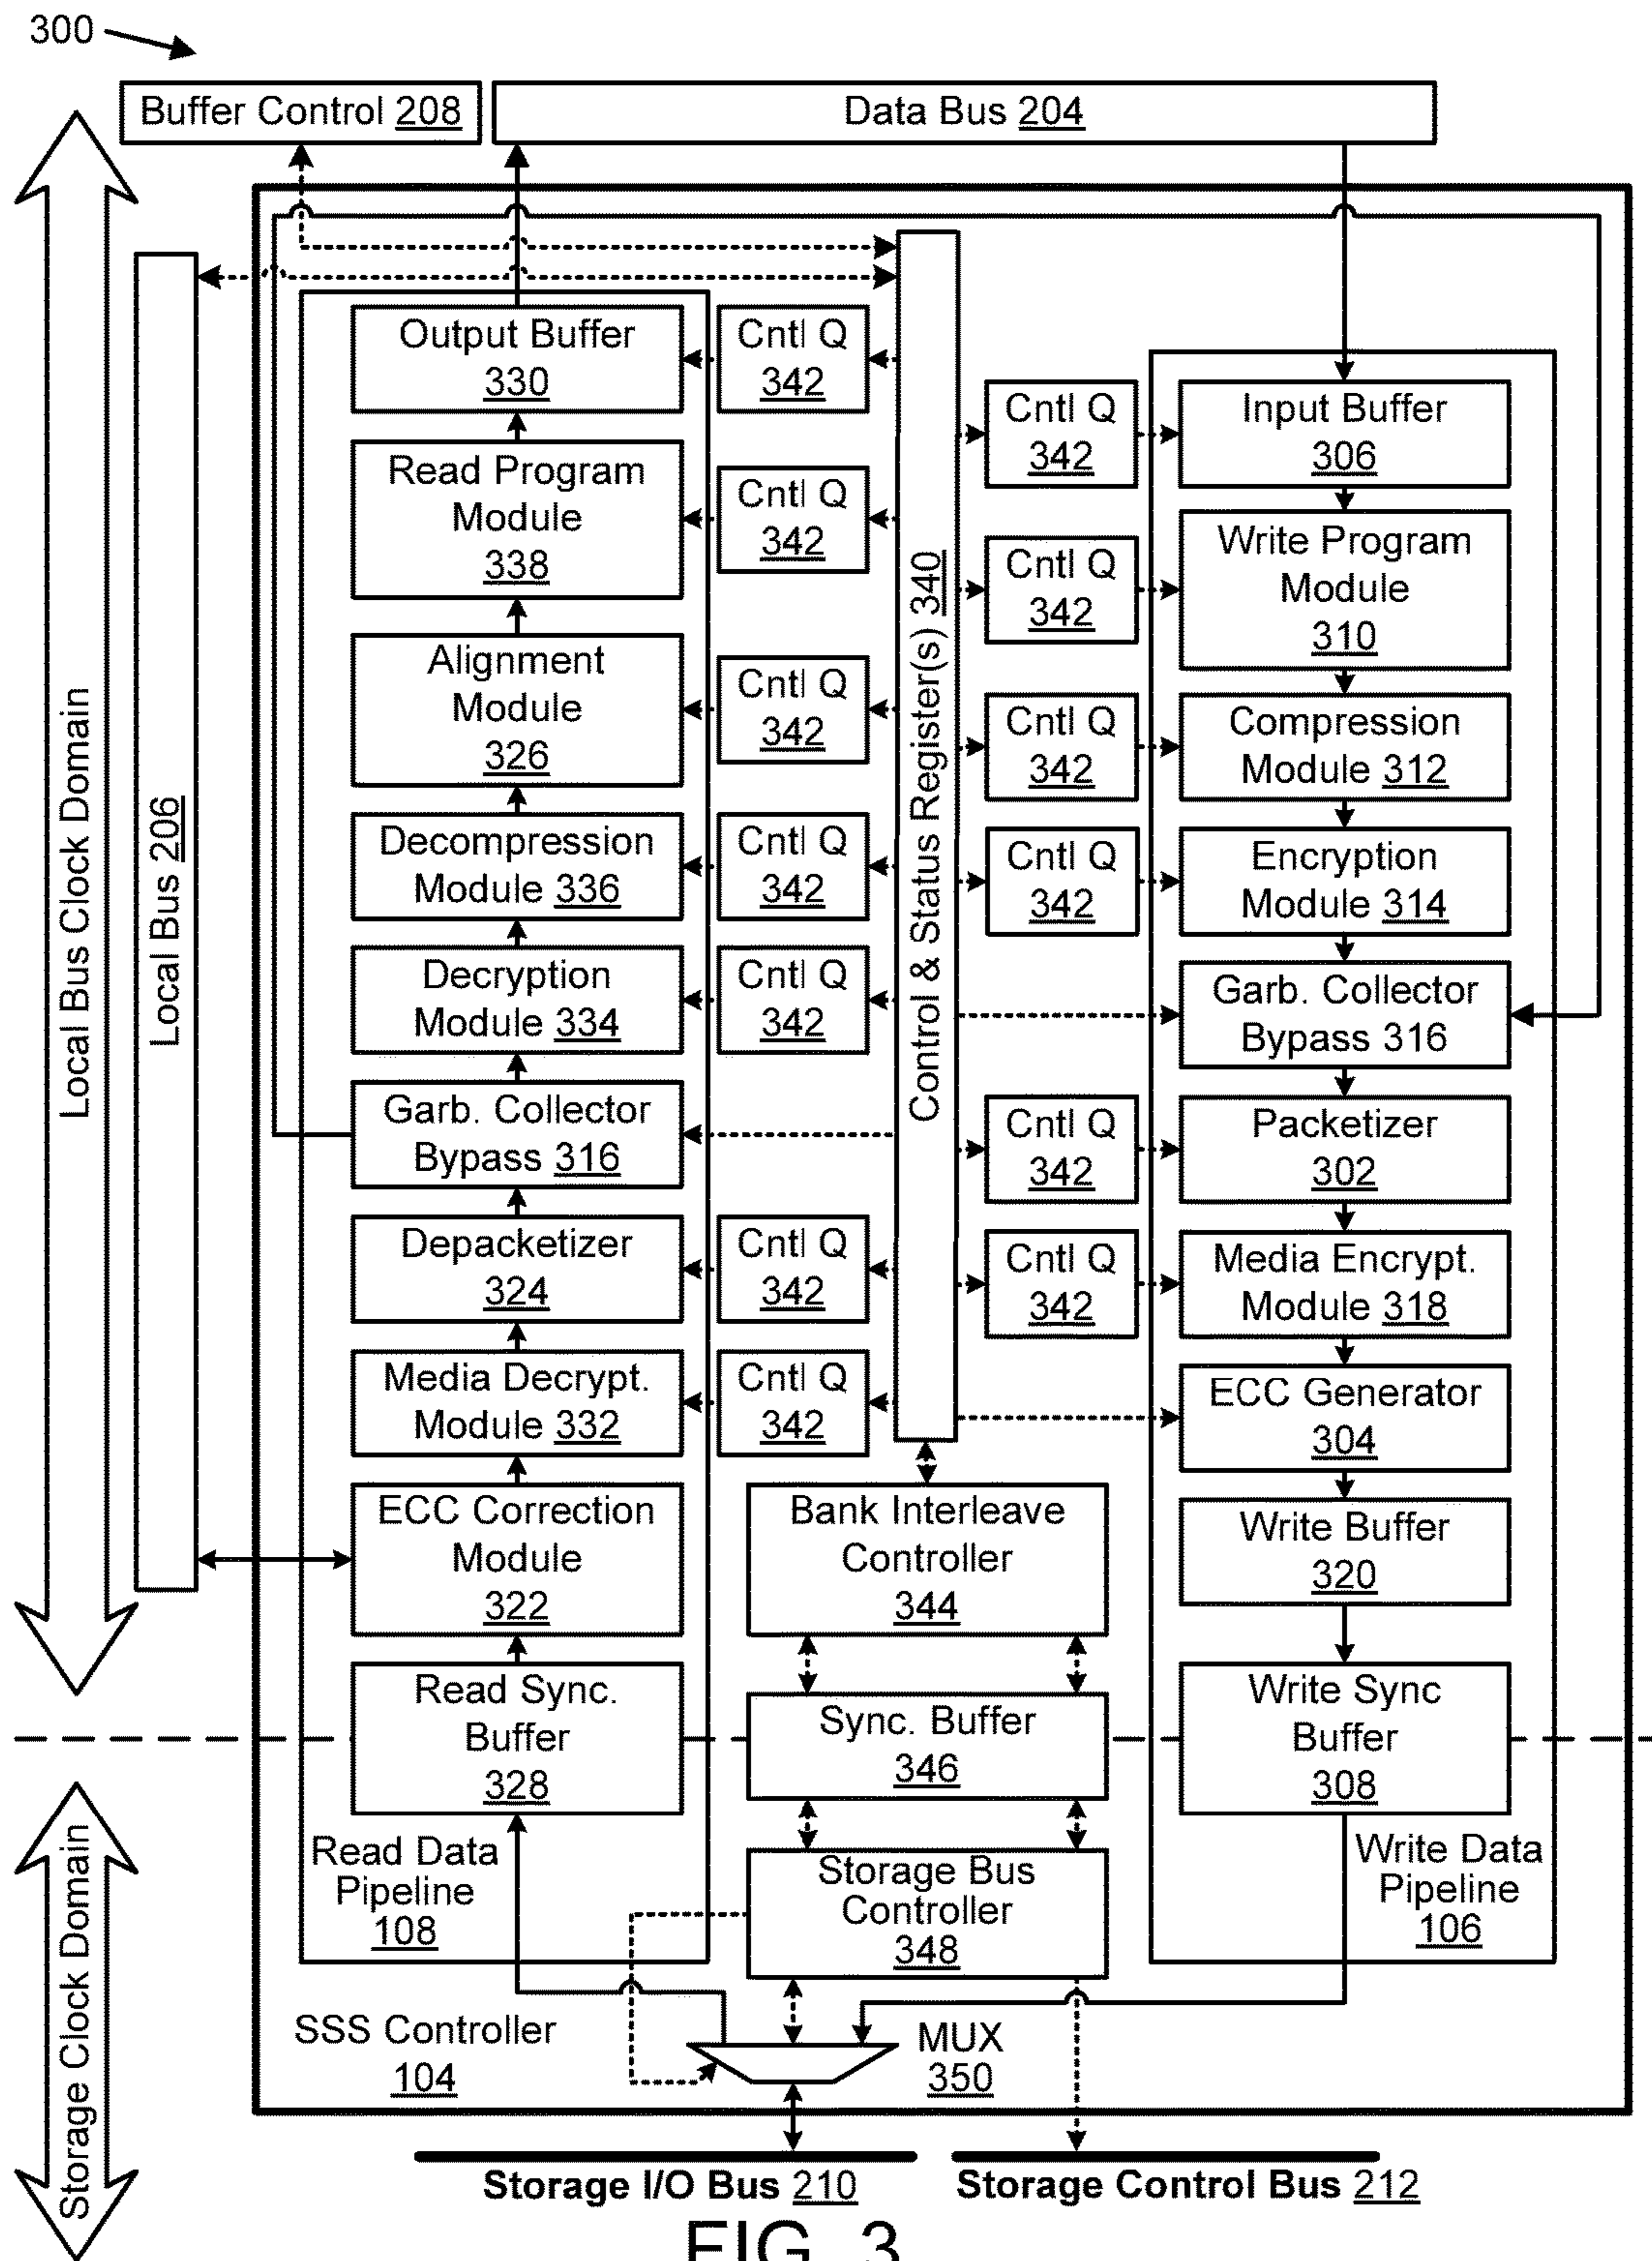 300
Buffer Control 208
Data Bus 204
Local Bus Clock Domain
Local Bus 206
Output Buffer
330
Read Program
Module
338
Alignment
Module
326
Decompression
Module 336
Decryption
Module 334
Garb. Collector
Bypass 316
Depacketizer
324
Media Decrypt.
Module 332
ECC Correction
Module
322
Read Sync.
Buffer
328
Read Data
Pipeline
108
Cntl Q
342
Cntl Q
342
Cntl Q
342
Cntl Q
342
Cntl Q
342
Cntl Q
342
Cntl Q
342
Control & Status Register(s) 340
Cntl Q
342
Cntl Q
342
Cntl Q
342
Cntl Q
342
Cntl Q
342
Cntl Q
342
Input Buffer
306
Write Program
Module
310
Compression
Module 312
Encryption
Module 314
Garb. Collector
Bypass 316
Packetizer
302
Media Encrypt.
Module 318
ECC Generator
304
Write Buffer
320
Write Sync
Buffer
308
Write Data
Pipeline
106
Bank Interleave
Controller
344
Sync. Buffer
346
Storage Bus
Controller
348
Storage Clock Domain
SSS Controller
104
MUX
350
Storage I/O Bus 210
Storage Control Bus 212
FIG. 3